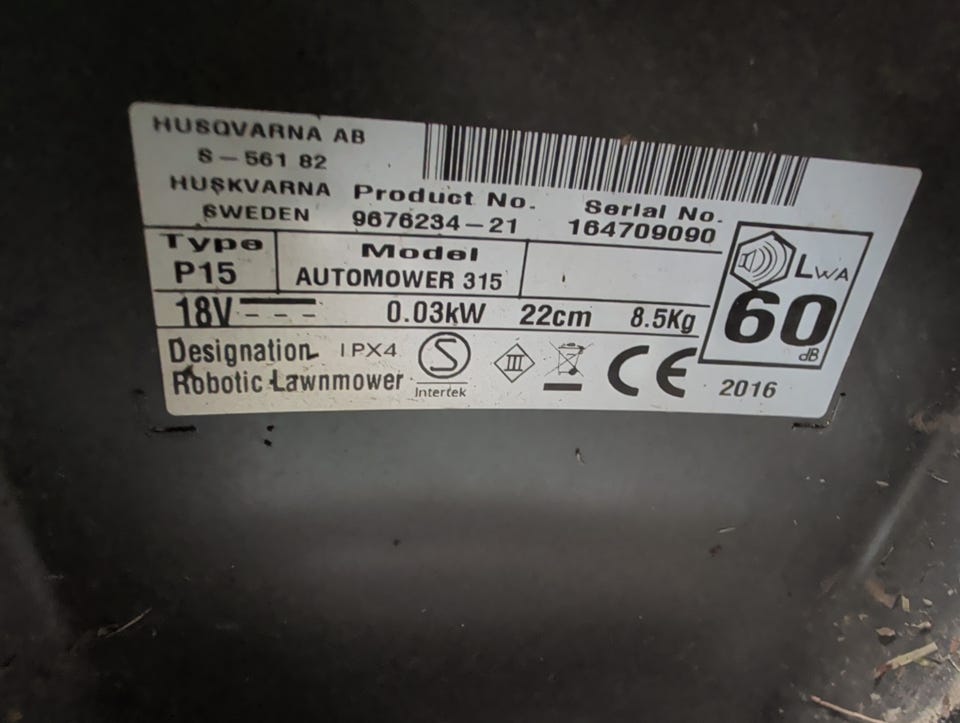 HUSQVARNA AB
S-561 82
HUSKVARNA
SWEDEN
Product No.
9676234-21
Serial No.
164709090
Type
P15
Model
AUTOMOWER 315
18V
0.03kW
22cm
8.5Kg
LWA
60
dB
Designation IPX4
Robotic Lawnmower
S
Intertek
III
CE
2016